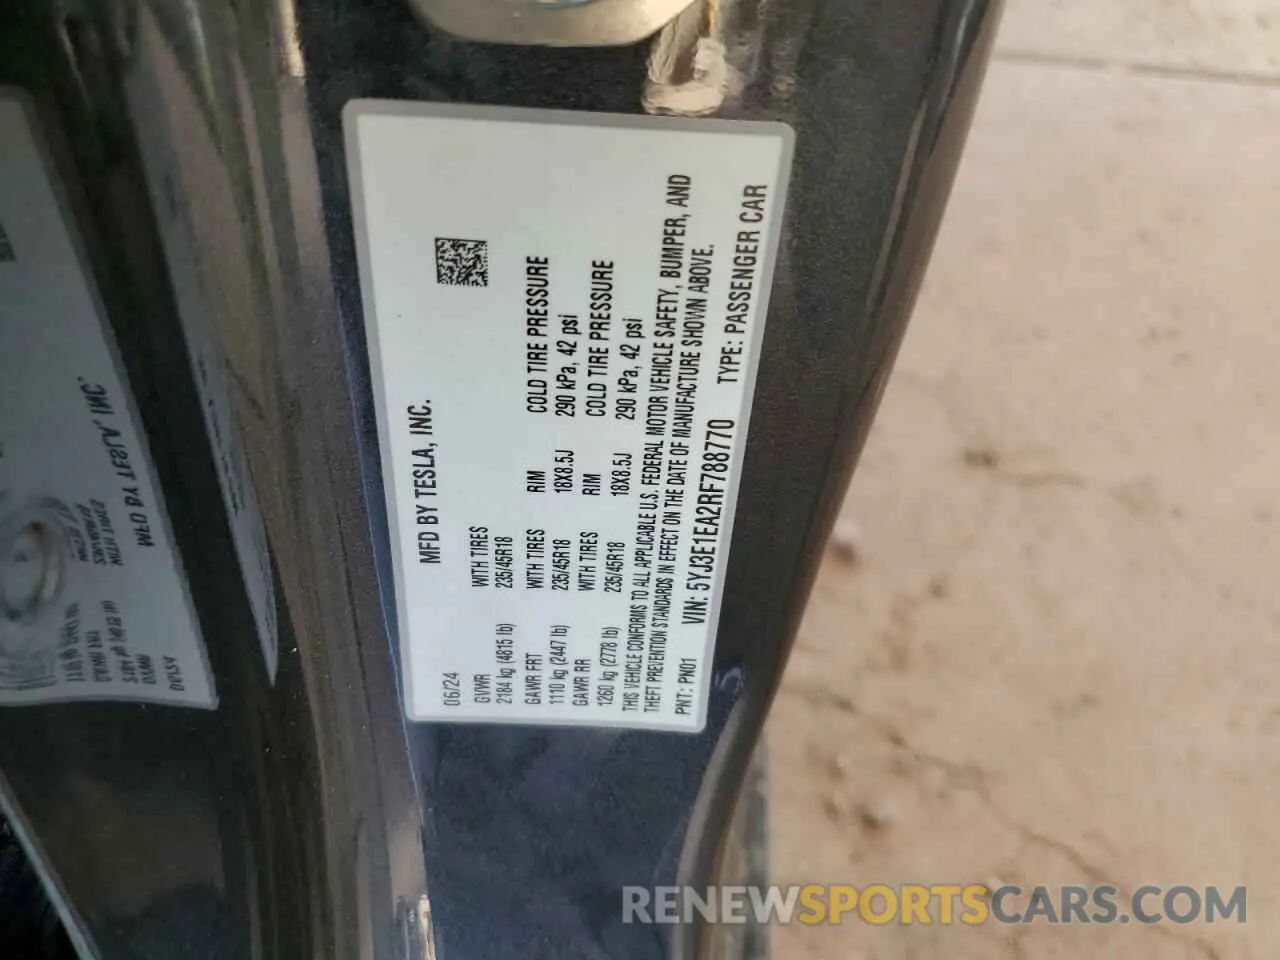 MFD BY TESLA, INC.
06/24
GVWR WITH TIRES RIM COLD TIRE PRESSURE
2184 kg (4815 lb) 235/45R18 18X8.5J 290 kPa, 42 psi
GAWR FRT WITH TIRES RIM COLD TIRE PRESSURE
1110 kg (2447 lb) 235/45R18 18X8.5J 290 kPa, 42 psi
GAWR RR WITH TIRES
1260 kg (2778 lb) 235/45R18
THIS VEHICLE CONFORMS TO ALL APPLICABLE U.S. FEDERAL MOTOR VEHICLE SAFETY, BUMPER, AND
THEFT PREVENTION STANDARDS IN EFFECT ON THE DATE OF MANUFACTURE SHOWN ABOVE.
PNT: PN01 VIN: 5YJ3E1EA2RF788770 TYPE: PASSENGER CAR
MFD BY TESLA, INC.
RENEWSPORTSCARS.COM